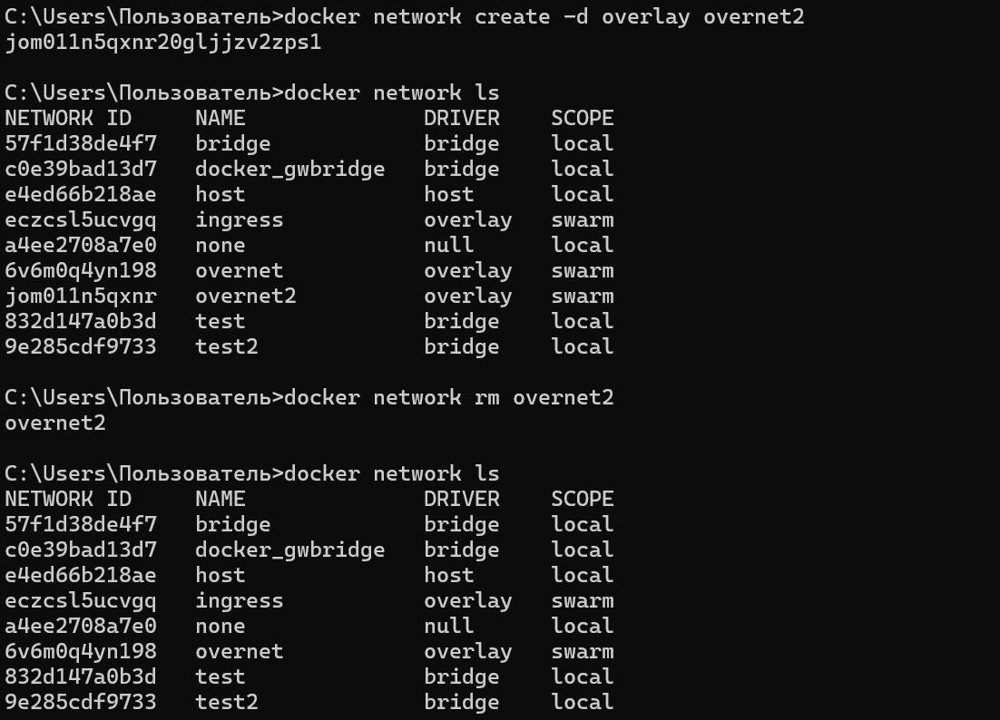 C:\Users\Пользователь>docker network create -d overlay overnet2
jom011n5qxnr20gljjzv2zps1
C:\Users\Пользователь>docker network ls
NETWORK ID     NAME              DRIVER    SCOPE
57f1d38de4f7   bridge            bridge    local
c0e39bad13d7   docker_gwbridge   bridge    local
e4ed66b218ae   host              host      local
eczcsl5ucvgq   ingress           overlay   swarm
a4ee2708a7e0   none              null      local
6v6m0q4yn198   overnet           overlay   swarm
jom011n5qxnr   overnet2          overlay   swarm
832d147a0b3d   test              bridge    local
9e285cdf9733   test2             bridge    local
C:\Users\Пользователь>docker network rm overnet2
overnet2
C:\Users\Пользователь>docker network ls
NETWORK ID     NAME              DRIVER    SCOPE
57f1d38de4f7   bridge            bridge    local
c0e39bad13d7   docker_gwbridge   bridge    local
e4ed66b218ae   host              host      local
eczcsl5ucvgq   ingress           overlay   swarm
a4ee2708a7e0   none              null      local
6v6m0q4yn198   overnet           overlay   swarm
832d147a0b3d   test              bridge    local
9e285cdf9733   test2             bridge    local